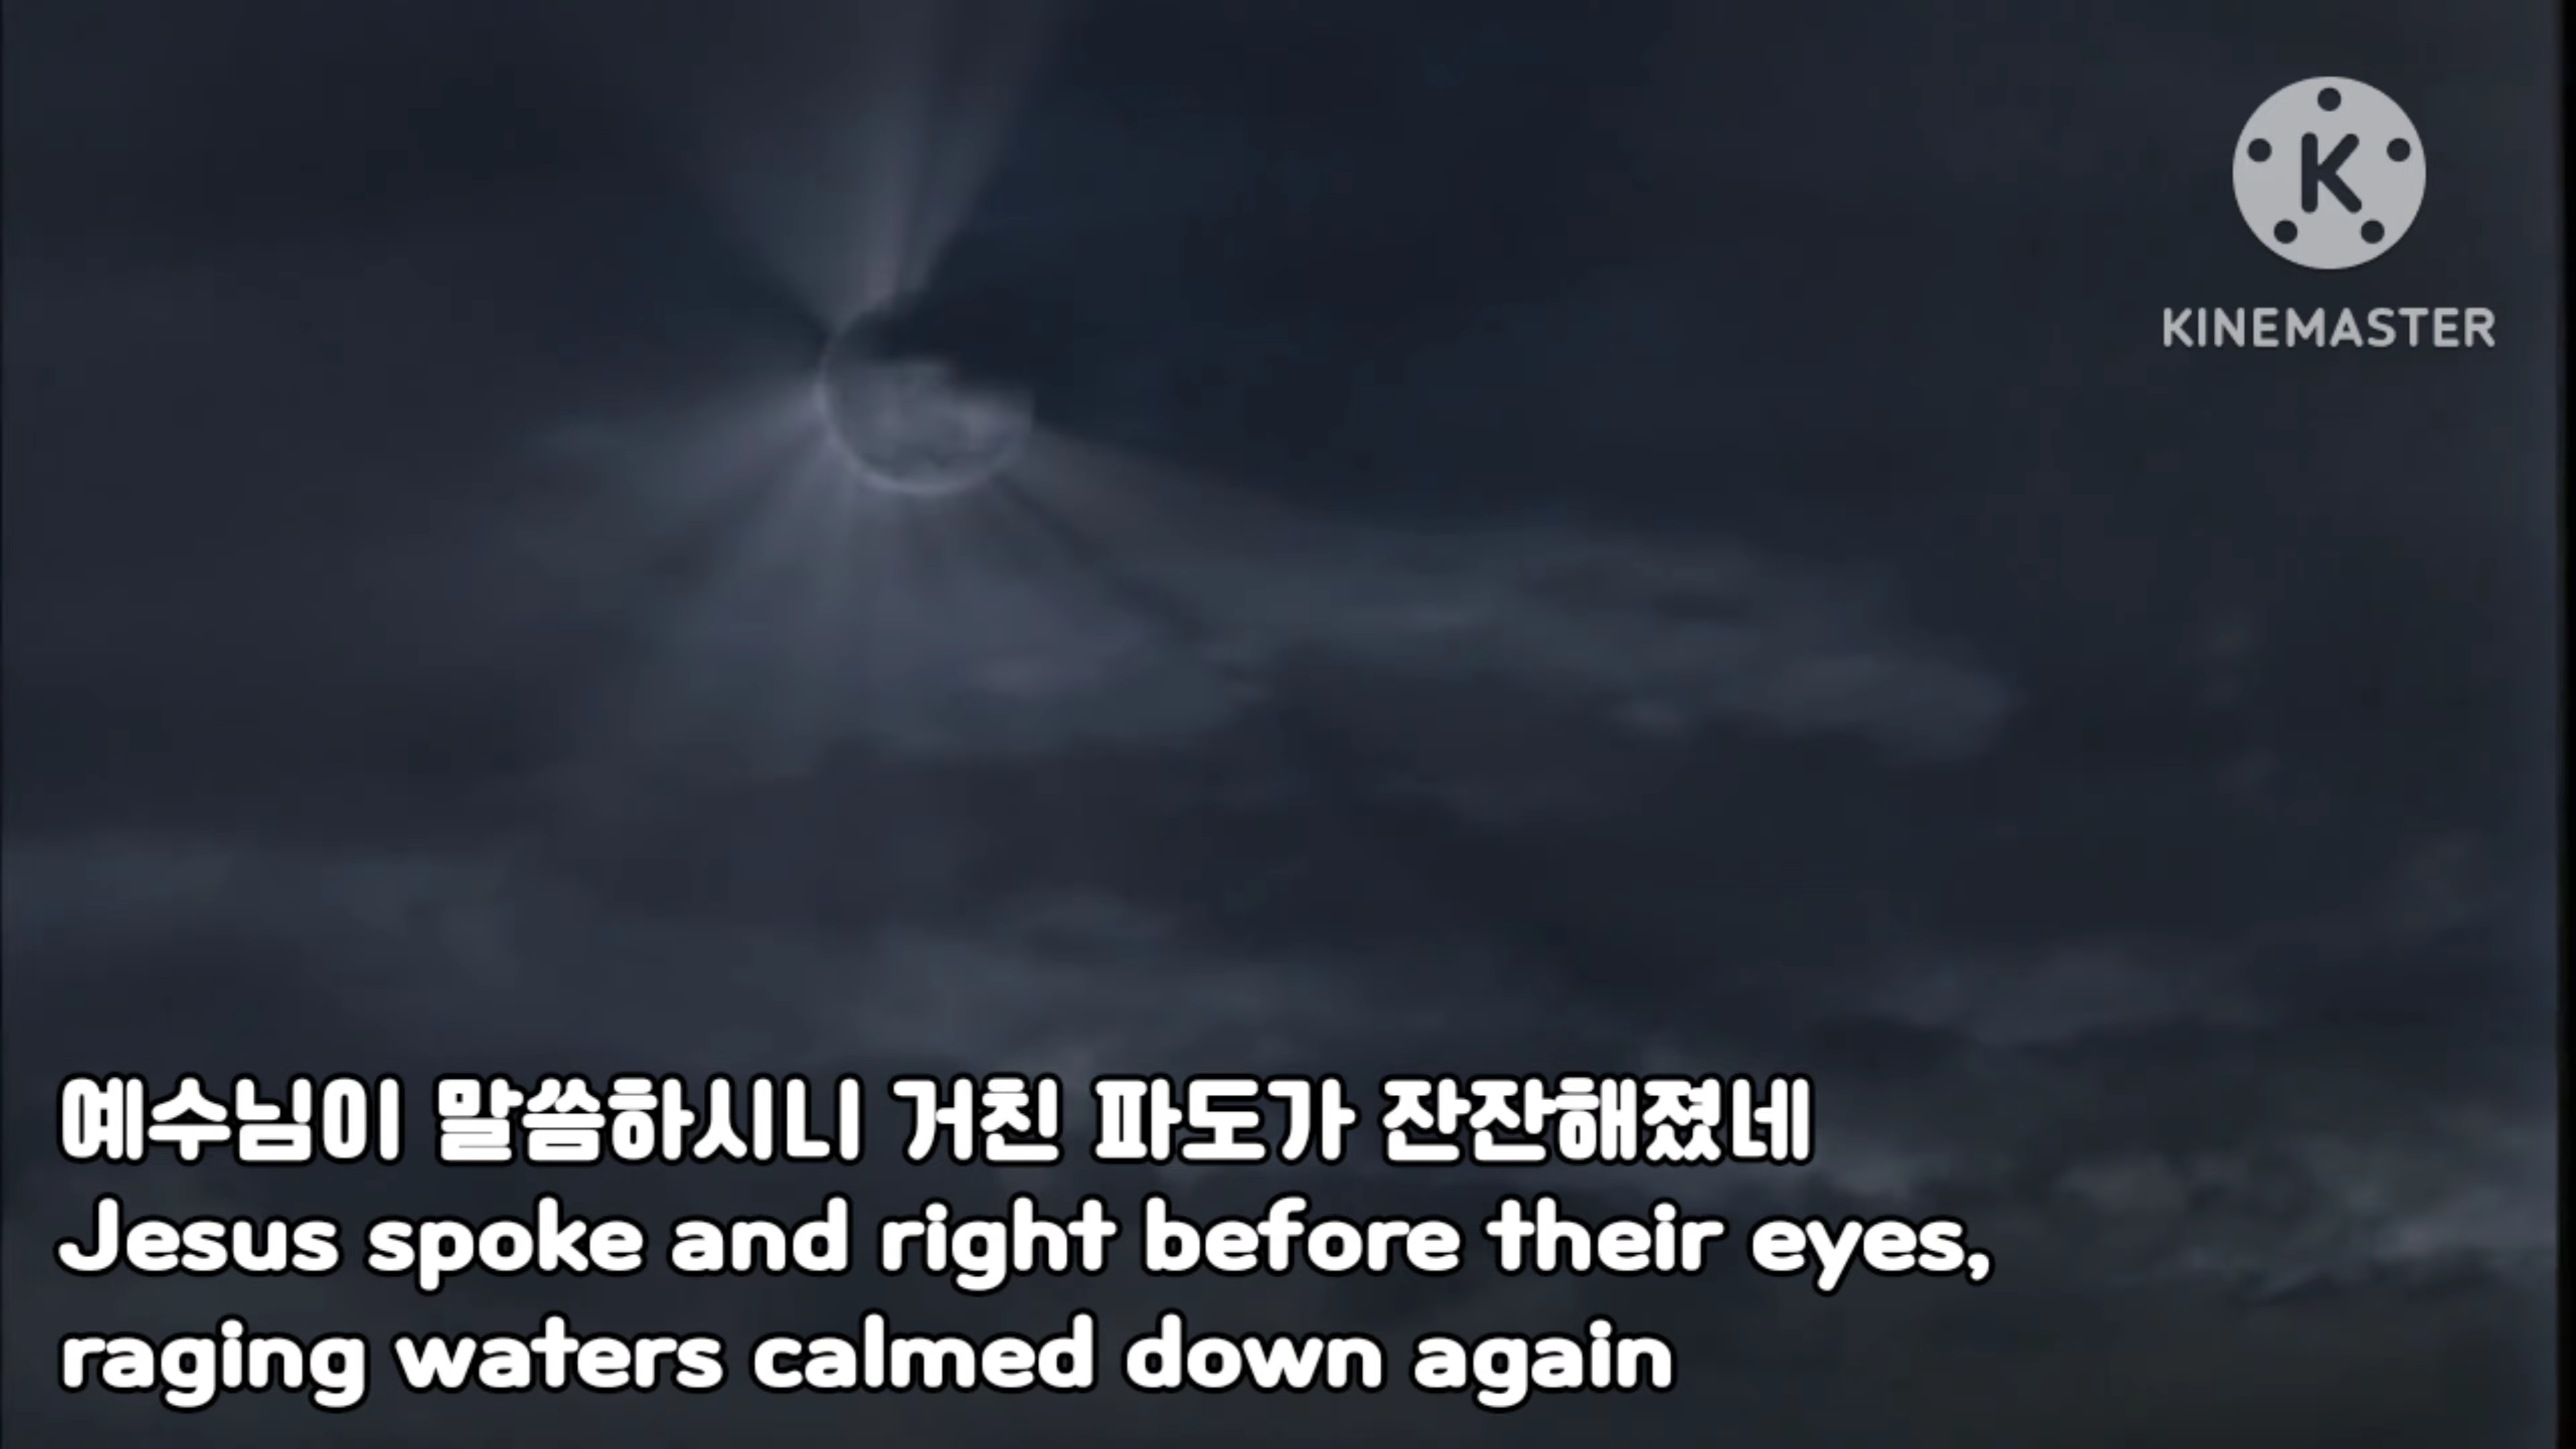 K
KINEMASTER
예수님이 말씀하시니 거친 파도가 잔잔해졌네
Jesus spoke and right before their eyes,
raging waters calmed down again